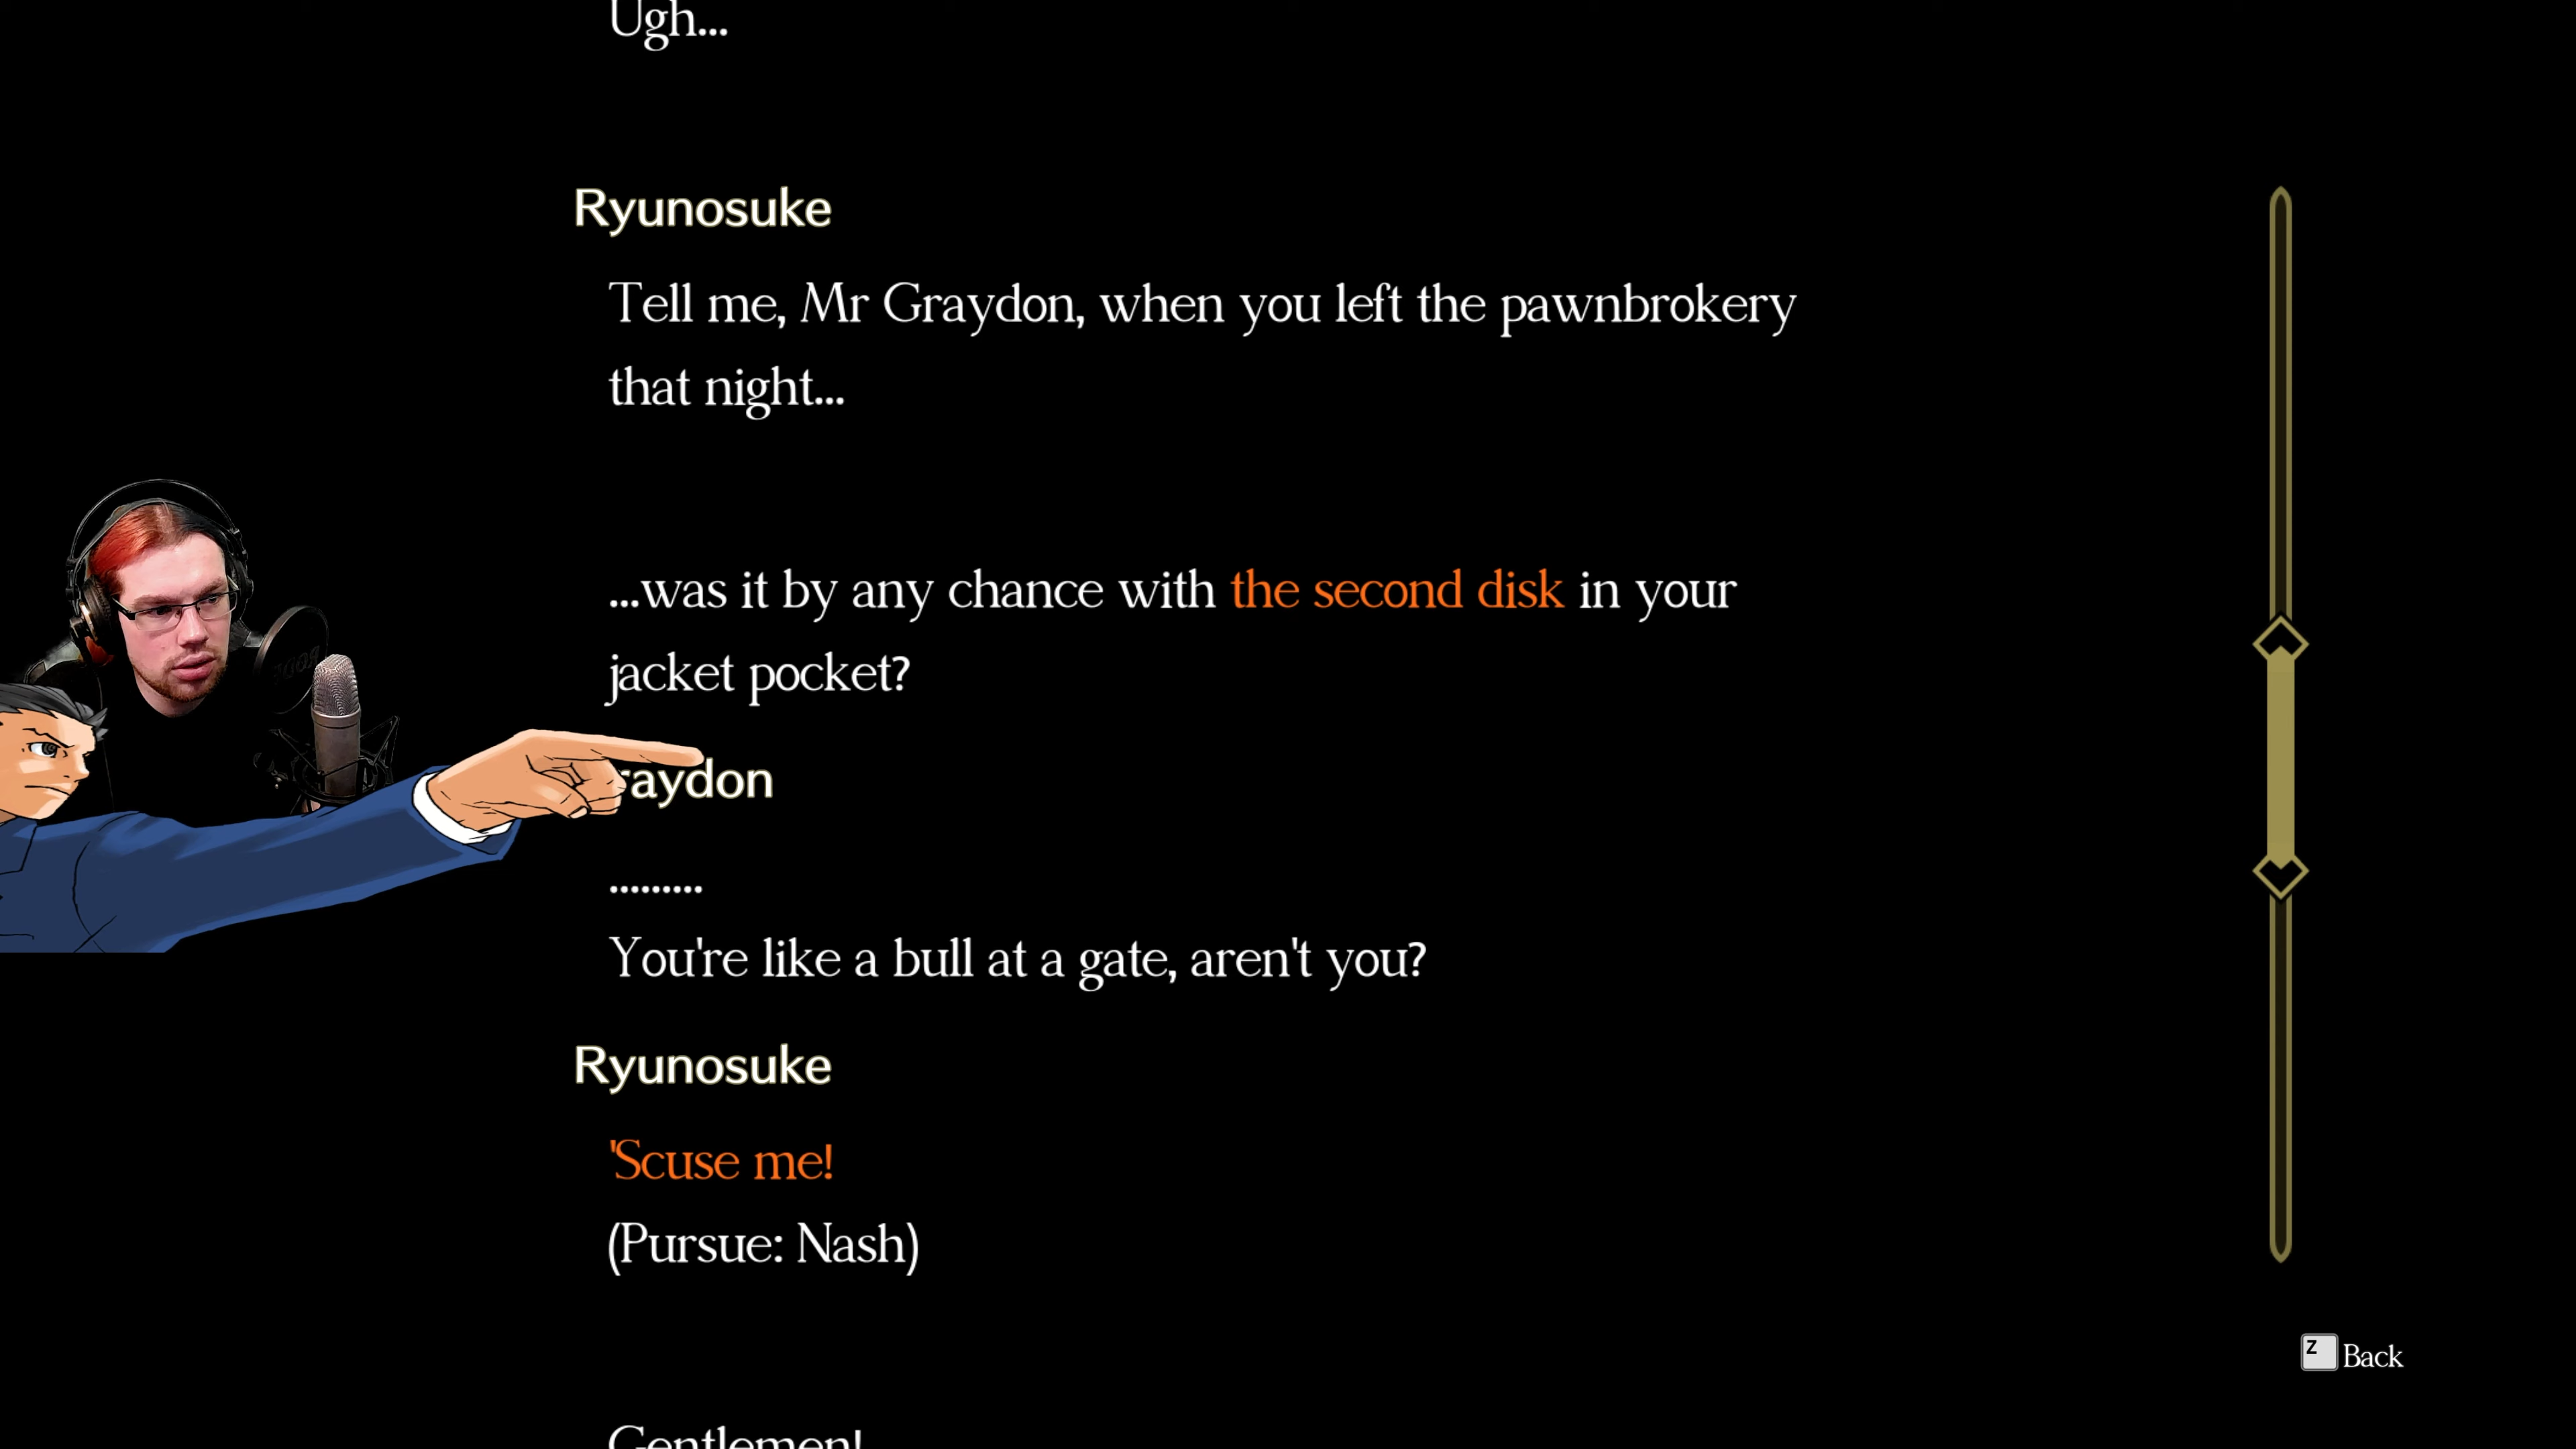 Ugh...
Ryunosuke
Tell me, Mr Graydon, when you left the pawnbrokery
that night...
...was it by any chance with the second disk in your
jacket pocket?
raydon
.........
You're like a bull at a gate, aren't you?
Ryunosuke
'Scuse me!
(Pursue: Nash)
Z Back
Gentlemen!